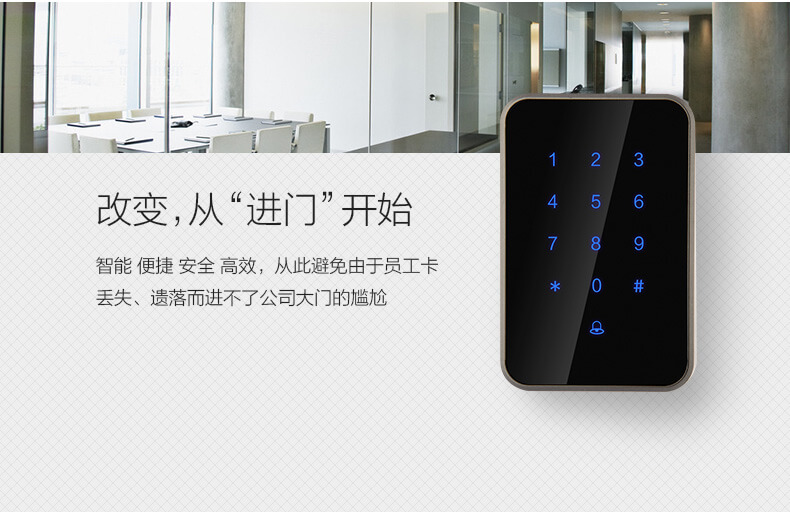 改变，从“进门”开始
智能 便捷 安全 高效，从此避免由于员工卡
丢失、遗落而进不了公司大门的尴尬
1 2 3
4 5 6
7 8 9
* 0 #